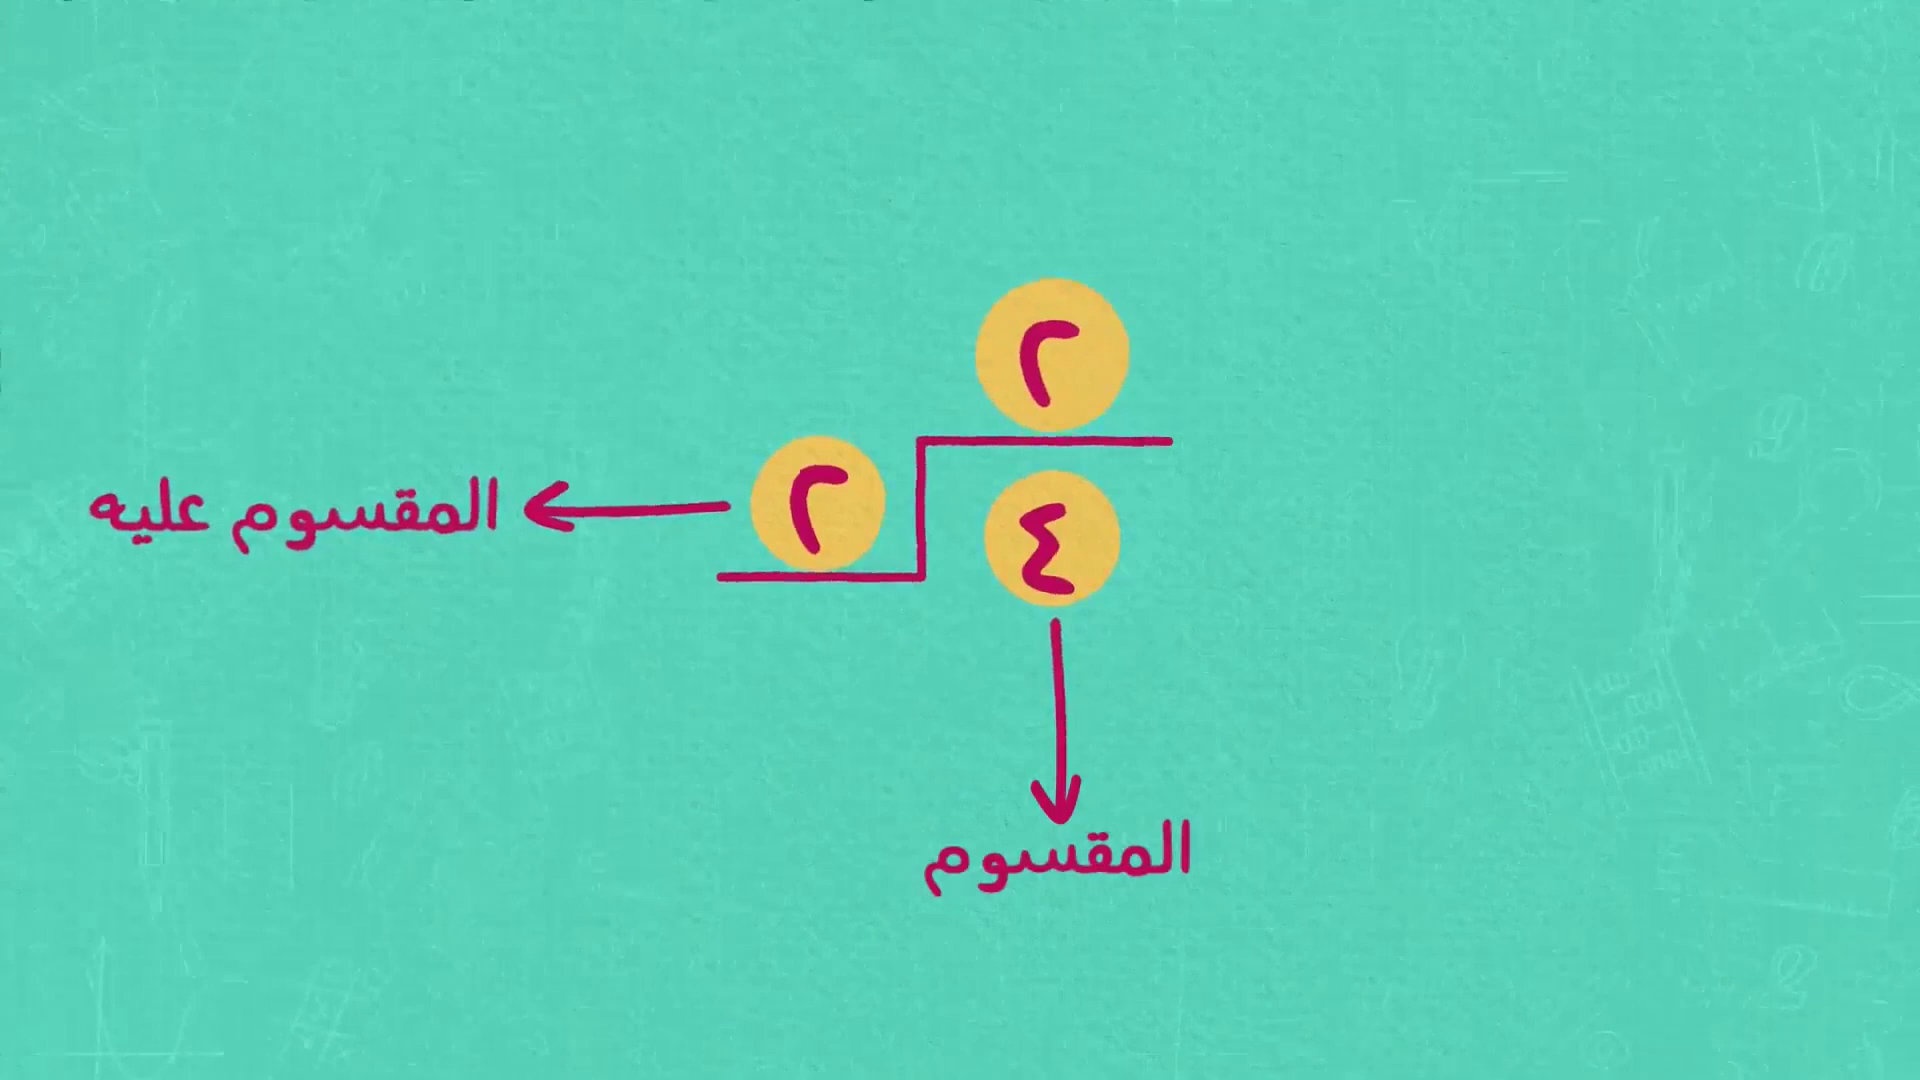 ٢
٢
٤
المقسوم عليه
المقسوم